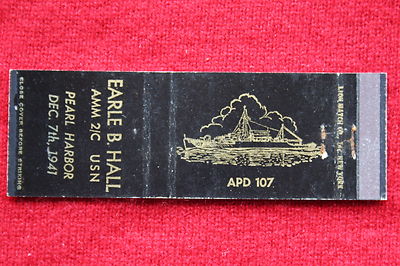 EARLE B. HALL
AMM 2/C USN
PEARL HARBOR
DEC. 7th, 1941
CLOSE COVER BEFORE STRIKING
APD 107
LION MATCH CO., INC. NEW YORK